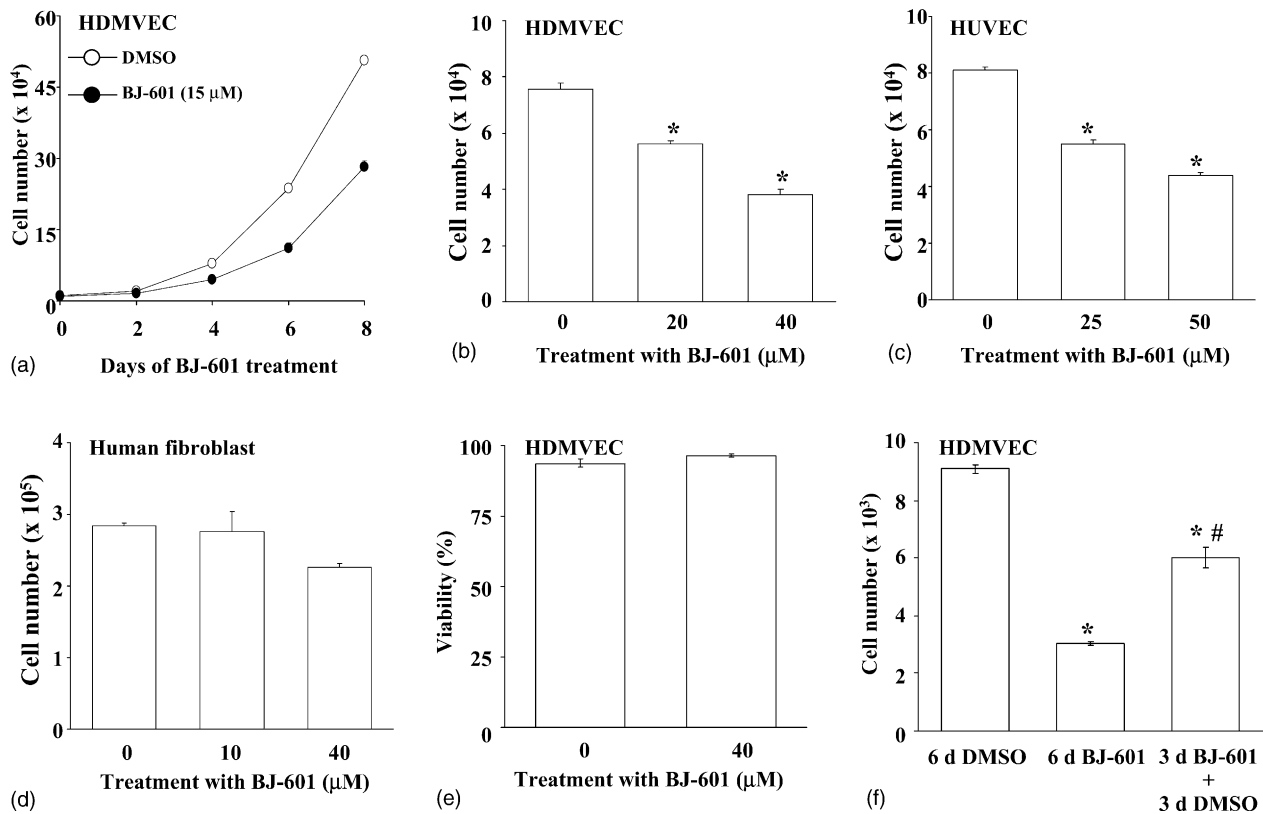 HDMVEC
DMSO
BJ-601 (15 μM)
Cell number (x 10⁴)
60
45
30
15
0
0 2 4 6 8
Days of BJ-601 treatment
(a)
HDMVEC
Cell number (x 10⁴)
10
8
6
4
2
0
* *
0 20 40
Treatment with BJ-601 (μM)
(b)
HUVEC
Cell number (x 10⁴)
10
8
6
4
2
0
* *
0 25 50
Treatment with BJ-601 (μM)
(c)
Human fibroblast
Cell number (x 10⁵)
4
3
2
1
0
0 10 40
Treatment with BJ-601 (μM)
(d)
HDMVEC
Viability (%)
100
75
50
25
0
0 40
Treatment with BJ-601 (μM)
(e)
HDMVEC
Cell number (x 10³)
10
8
6
4
2
0
* * #
6 d DMSO 6 d BJ-601 3 d BJ-601
+
3 d DMSO
(f)